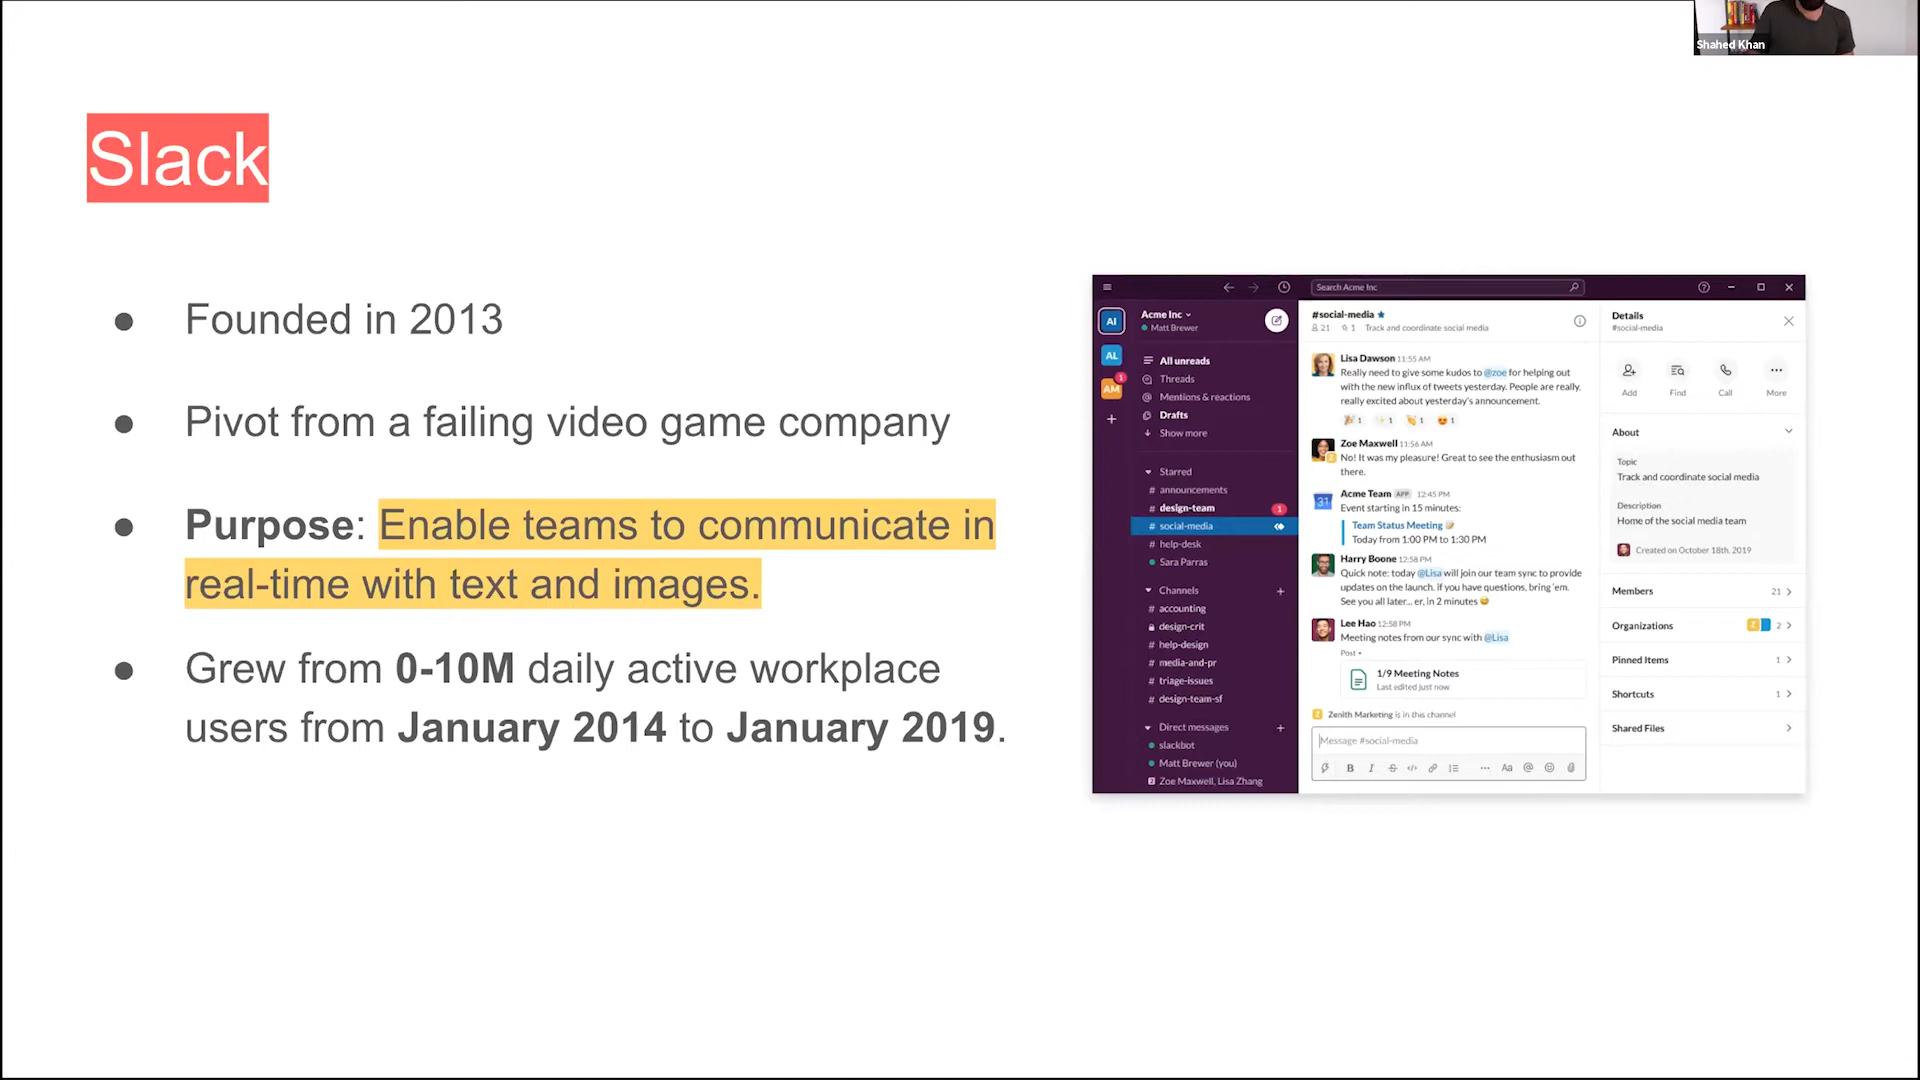 Shahed Khan
Slack
● Founded in 2013
● Pivot from a failing video game company
● Purpose: Enable teams to communicate in
real-time with text and images.
● Grew from 0-10M daily active workplace
users from January 2014 to January 2019.
Search Acme Inc
AI
AL
AM
1
Acme Inc
Matt Brewer
All unreads
Threads
Mentions & reactions
Drafts
Show more
Starred
# announcements
# design-team 1
# social-media
# help-desk
Sara Parras
Channels +
# accounting
design-crit
# help-design
# media-and-pr
# triage-issues
# design-team-sf
Direct messages +
slackbot
Matt Brewer (you)
2 Zoe Maxwell, Lisa Zhang
#social-media
21 1 Track and coordinate social media
Lisa Dawson 11:55 AM
Really need to give some kudos to @zoe for helping out
with the new influx of tweets yesterday. People are really,
really excited about yesterday's announcement.
1 1 1 1
Zoe Maxwell 11:56 AM
No! It was my pleasure! Great to see the enthusiasm out
there.
31
Acme Team APP 12:45 PM
Event starting in 15 minutes:
Team Status Meeting
Today from 1:00 PM to 1:30 PM
Harry Boone 12:58 PM
Quick note: today @Lisa will join our team sync to provide
updates on the launch. if you have questions, bring 'em.
See you all later... er, in 2 minutes
Lee Hao 12:58 PM
Meeting notes from our sync with @Lisa
Post
1/9 Meeting Notes
Last edited just now
Z Zenith Marketing is in this channel
Message #social-media
B I S </> ... Aa @
Details
#social-media
Add Find Call More
About
Topic
Track and coordinate social media
Description
Home of the social media team
Created on October 18th, 2019
Members 21
Organizations Z 2
Pinned Items 1
Shortcuts 1
Shared Files